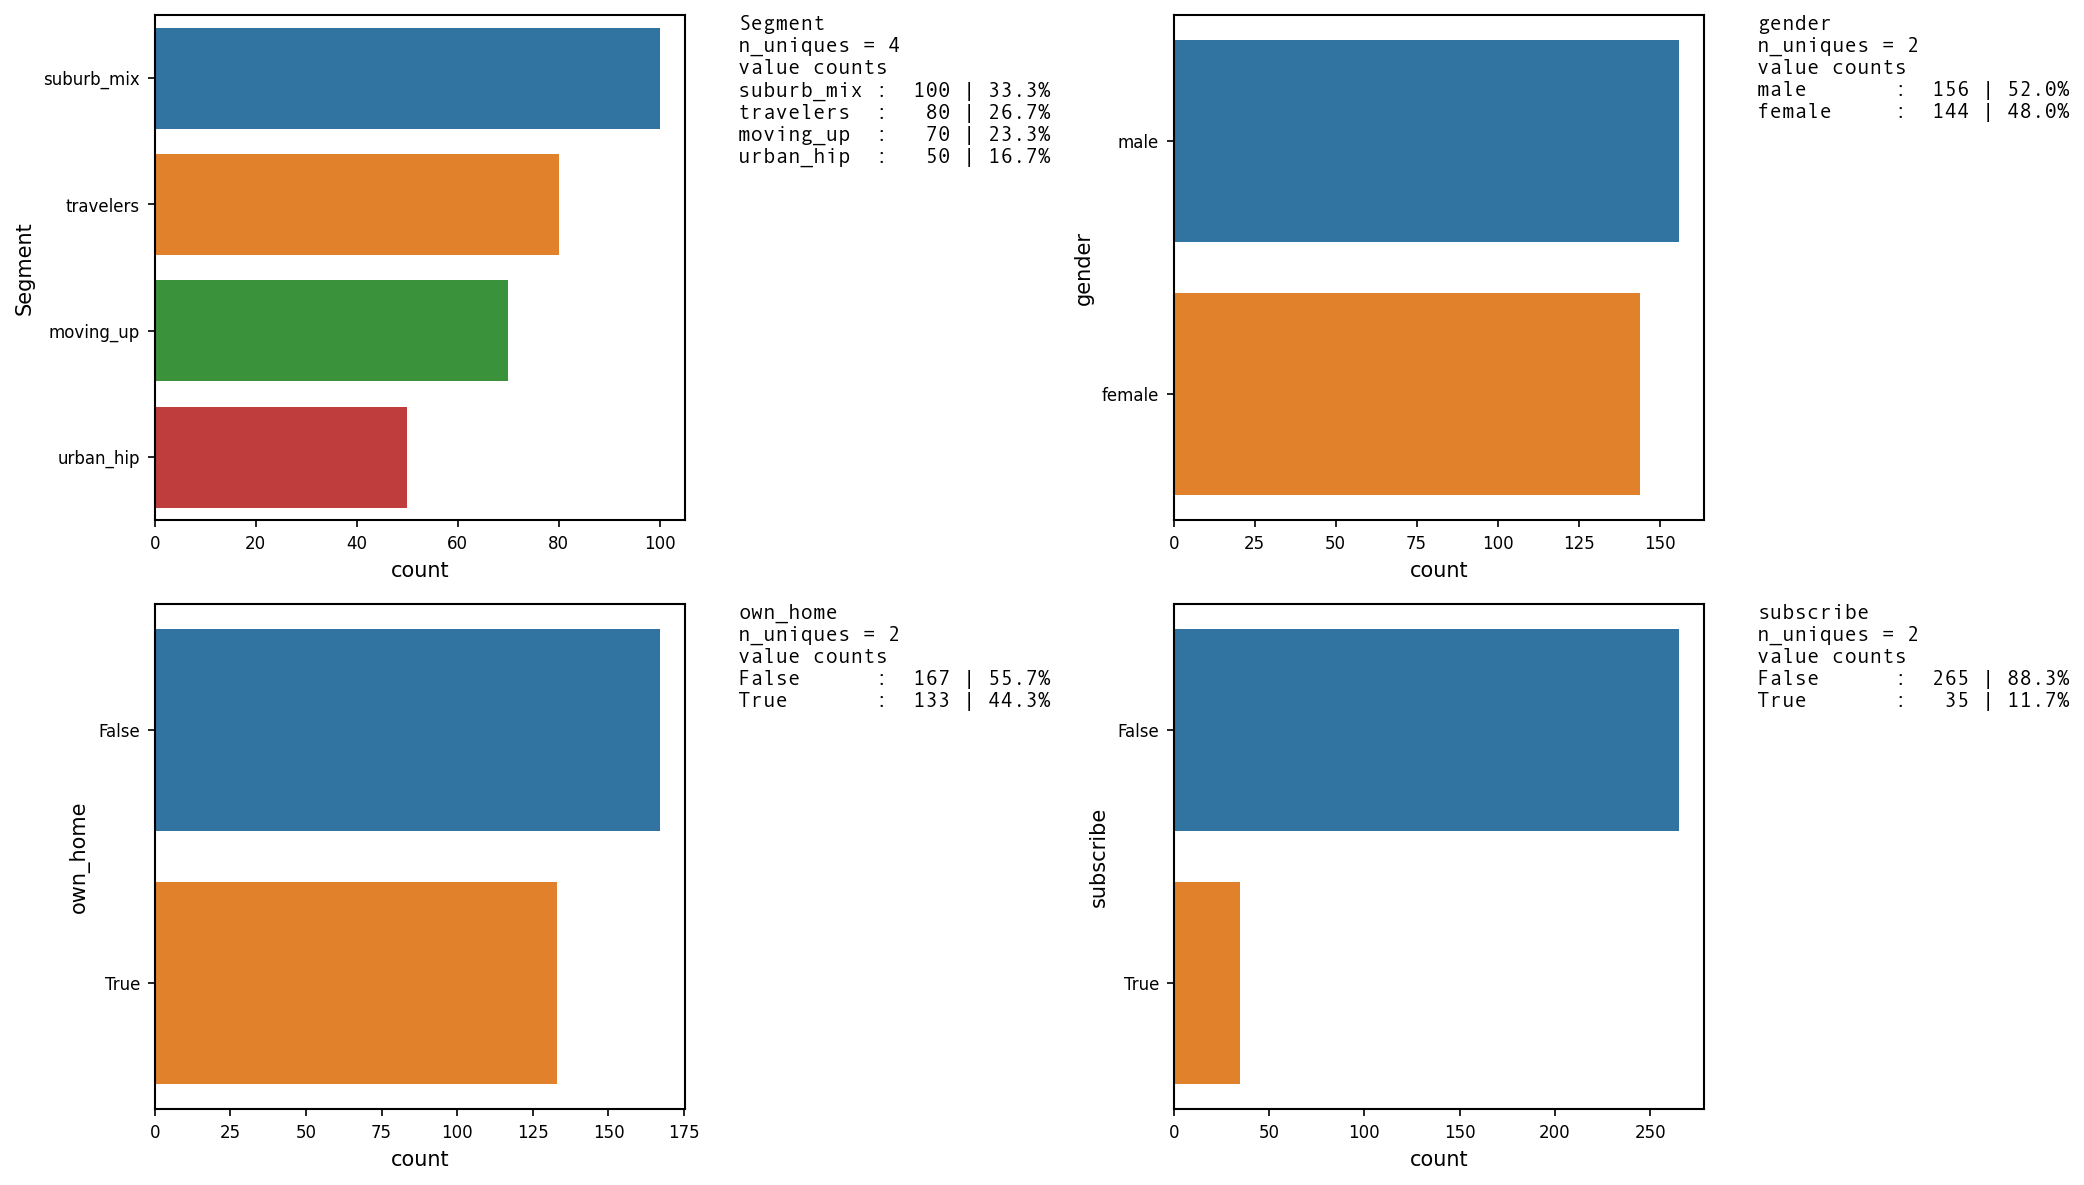 suburb_mix
travelers
moving_up
urban_hip
Segment
0 20 40 60 80 100
count
Segment
n_uniques = 4
value counts
suburb_mix :  100 | 33.3%
travelers  :   80 | 26.7%
moving_up  :   70 | 23.3%
urban_hip  :   50 | 16.7%
male
female
gender
0 25 50 75 100 125 150
count
gender
n_uniques = 2
value counts
male       :  156 | 52.0%
female     :  144 | 48.0%
False
True
own_home
0 25 50 75 100 125 150 175
count
own_home
n_uniques = 2
value counts
False      :  167 | 55.7%
True       :  133 | 44.3%
False
True
subscribe
0 50 100 150 200 250
count
subscribe
n_uniques = 2
value counts
False      :  265 | 88.3%
True       :   35 | 11.7%